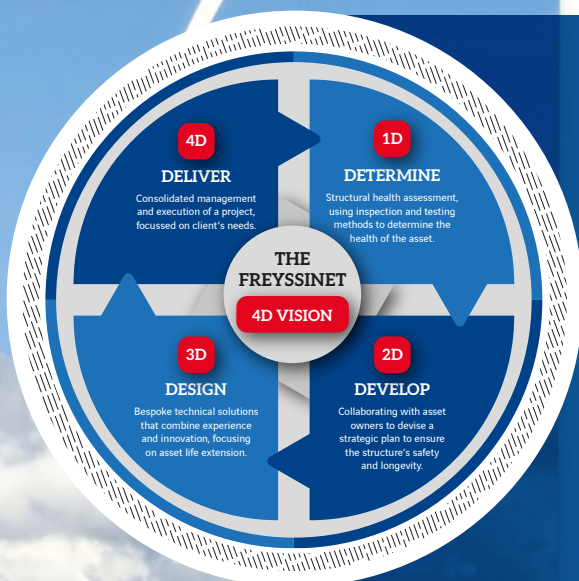 4D
DELIVER
Consolidated management
and execution of a project,
focussed on client's needs.
1D
DETERMINE
Structural health assessment,
using inspection and testing
methods to determine the
health of the asset.
THE
FREYSSINET
4D VISION
3D
DESIGN
Bespoke technical solutions
that combine experience
and innovation, focusing
on asset life extension.
2D
DEVELOP
Collaborating with asset
owners to devise a
strategic plan to ensure
the structure's safety
and longevity.